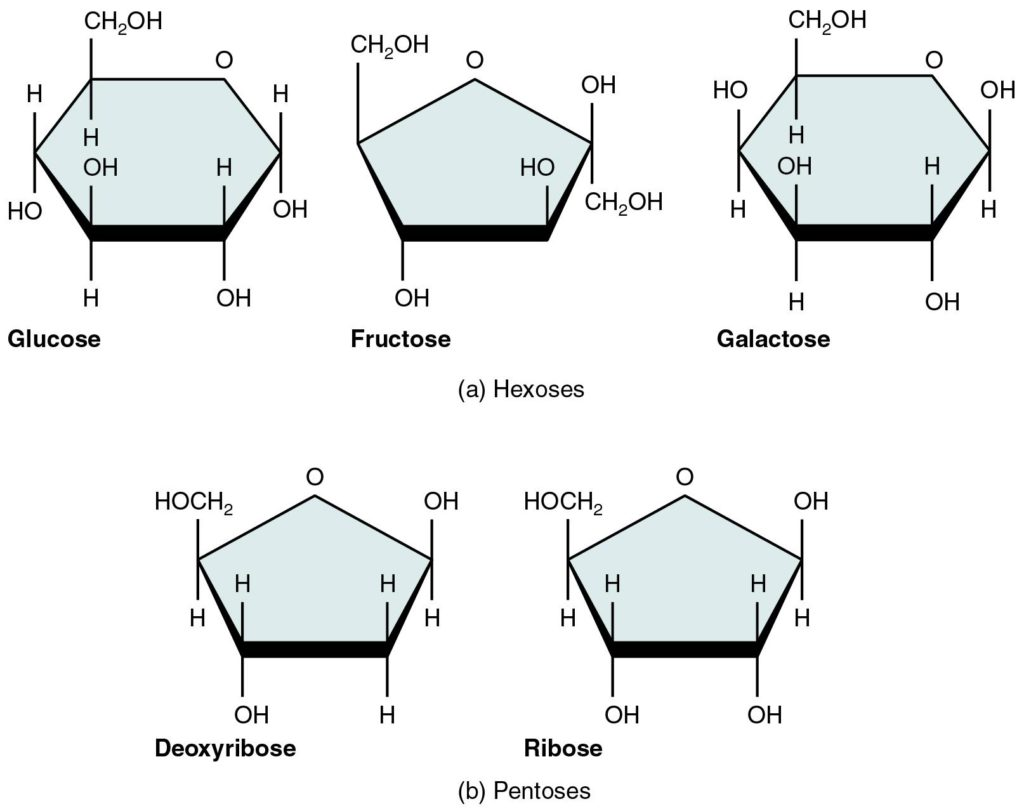 CH2OH CH2OH
CH2OH
O O O
H H OH HO OH
H H
OH H HO OH H
HO OH CH2OH H H
H OH OH H OH
Glucose Fructose Galactose
(a) Hexoses
O O
HOCH2 OH HOCH2 OH
H H H H
H H H H
OH H OH OH
Deoxyribose Ribose
(b) Pentoses